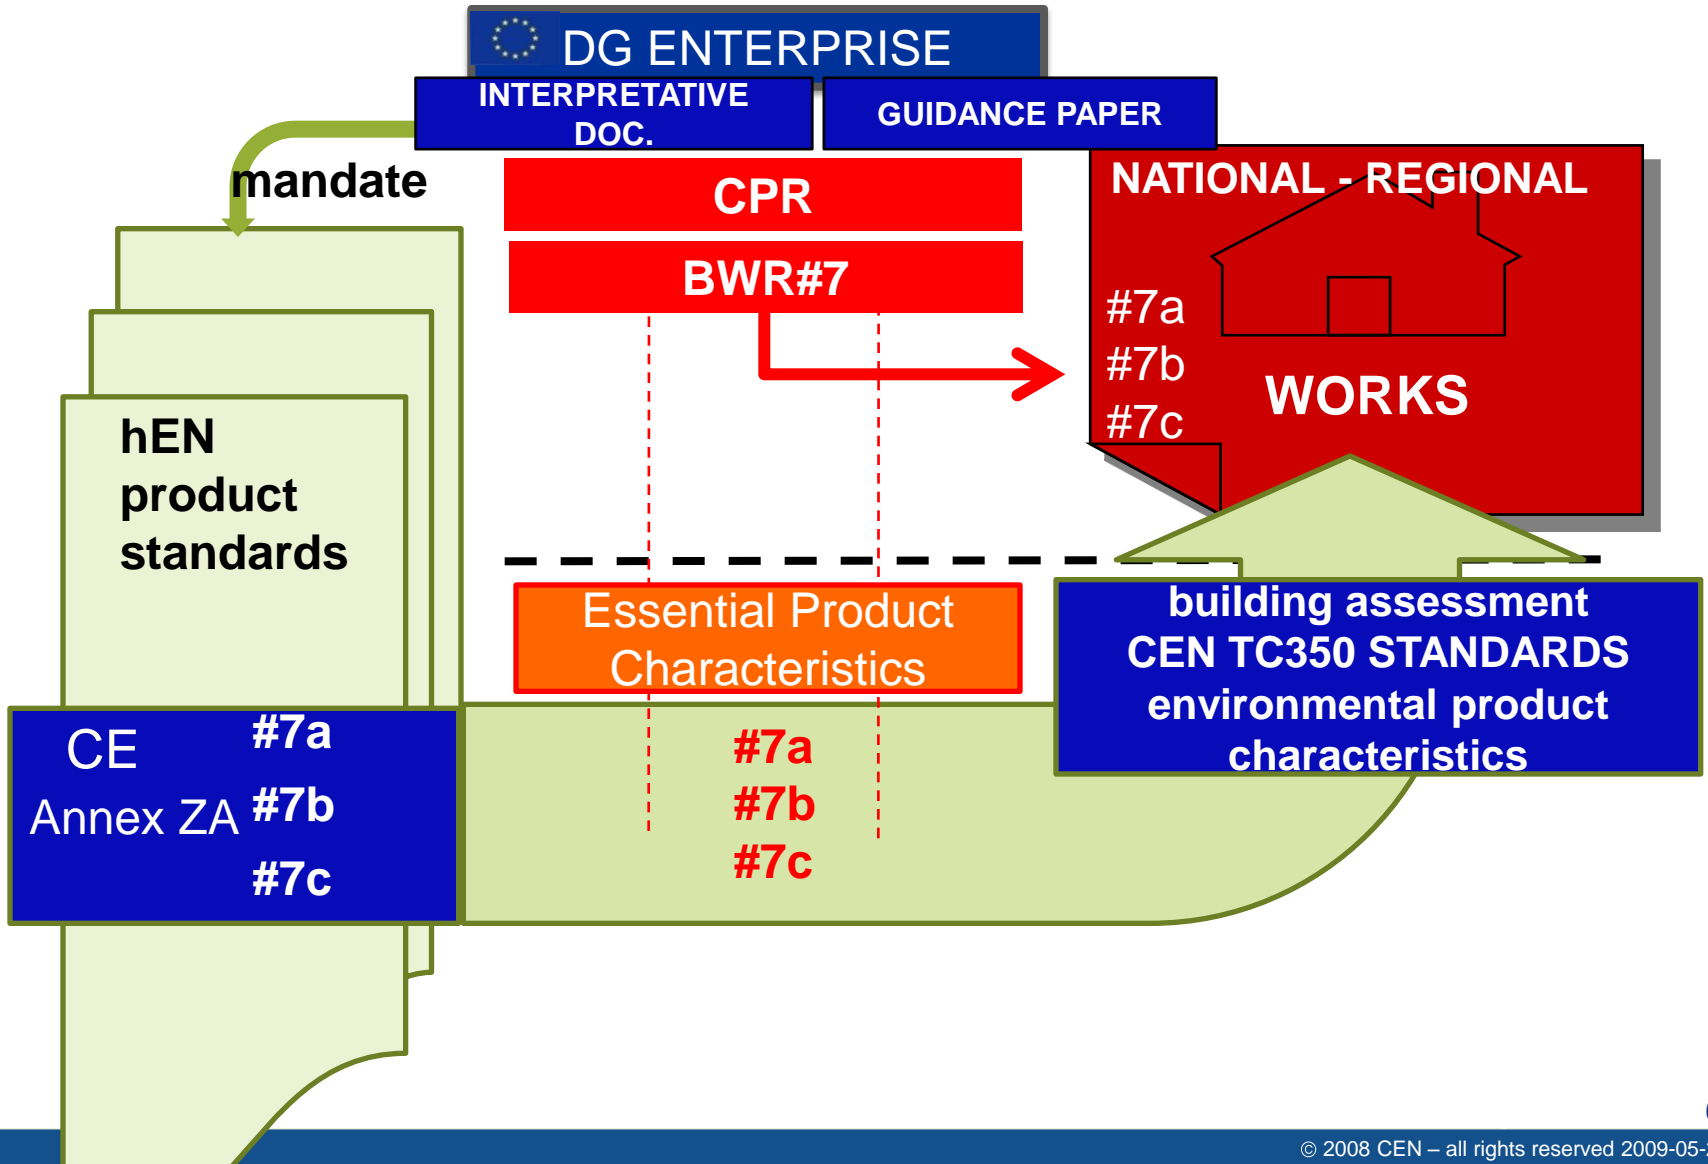 DG ENTERPRISE
INTERPRETATIVE
DOC.
GUIDANCE PAPER
mandate
CPR
BWR#7
NATIONAL - REGIONAL
#7a
#7b
#7c
WORKS
hEN
product
standards
Essential Product
Characteristics
building assessment
CEN TC350 STANDARDS
environmental product
characteristics
CE
Annex ZA
#7a
#7b
#7c
#7a
#7b
#7c
© 2008 CEN – all rights reserved 2009-05-